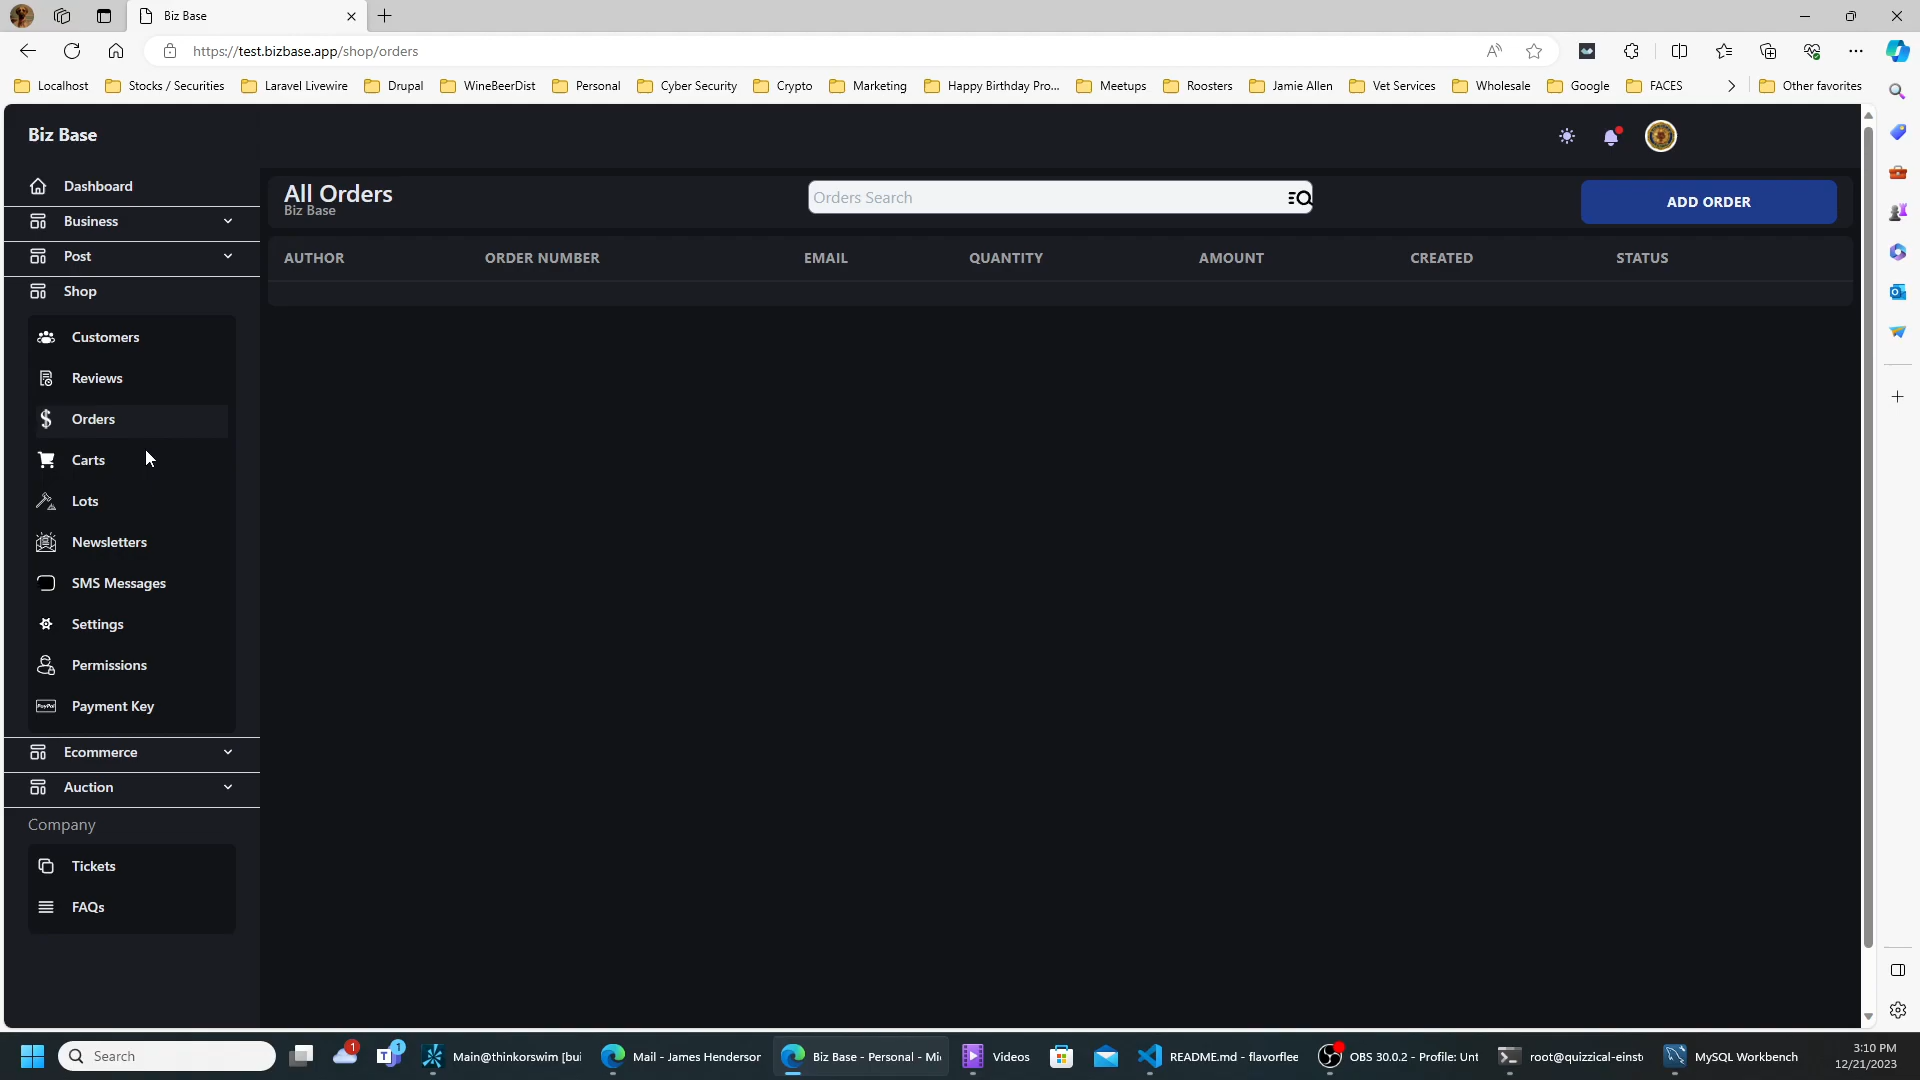 Biz Base
https://test.bizbase.app/shop/orders
Localhost
Stocks / Securities
Laravel Livewire
Drupal
WineBeerDist
Personal
Cyber Security
Crypto
Marketing
Happy Birthday Pro...
Meetups
Roosters
Jamie Allen
Vet Services
Wholesale
Google
FACES
Other favorites
Biz Base
Dashboard
Business
Post
Shop
Customers
Reviews
Orders
Carts
Lots
Newsletters
SMS Messages
Settings
Permissions
PayPal
Payment Key
Ecommerce
Auction
Company
Tickets
FAQs
All Orders
Biz Base
Orders Search
ADD ORDER
AUTHOR
ORDER NUMBER
EMAIL
QUANTITY
AMOUNT
CREATED
STATUS
Search
1
1
Main@thinkorswim [bui
Mail - James Henderson
Biz Base - Personal - Mi
Videos
README.md - flavorflee
OBS 30.0.2 - Profile: Unt
root@quizzical-einst
MySQL Workbench
3:10 PM
12/21/2023